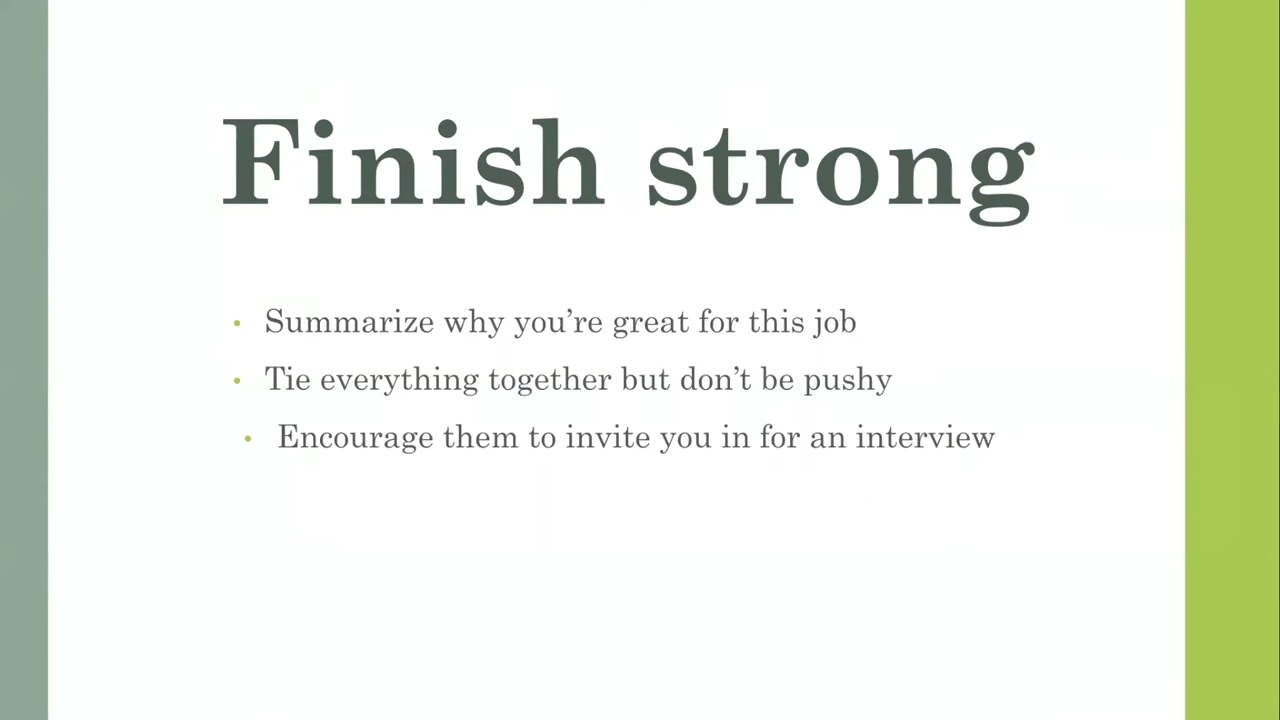 Finish strong
• Summarize why you’re great for this job
• Tie everything together but don’t be pushy
• Encourage them to invite you in for an interview